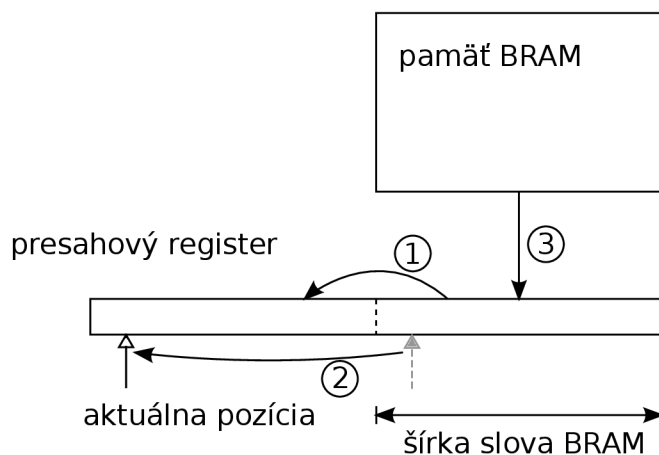 pamäť BRAM
presahový register
1
3
2
aktuálna pozícia
šírka slova BRAM